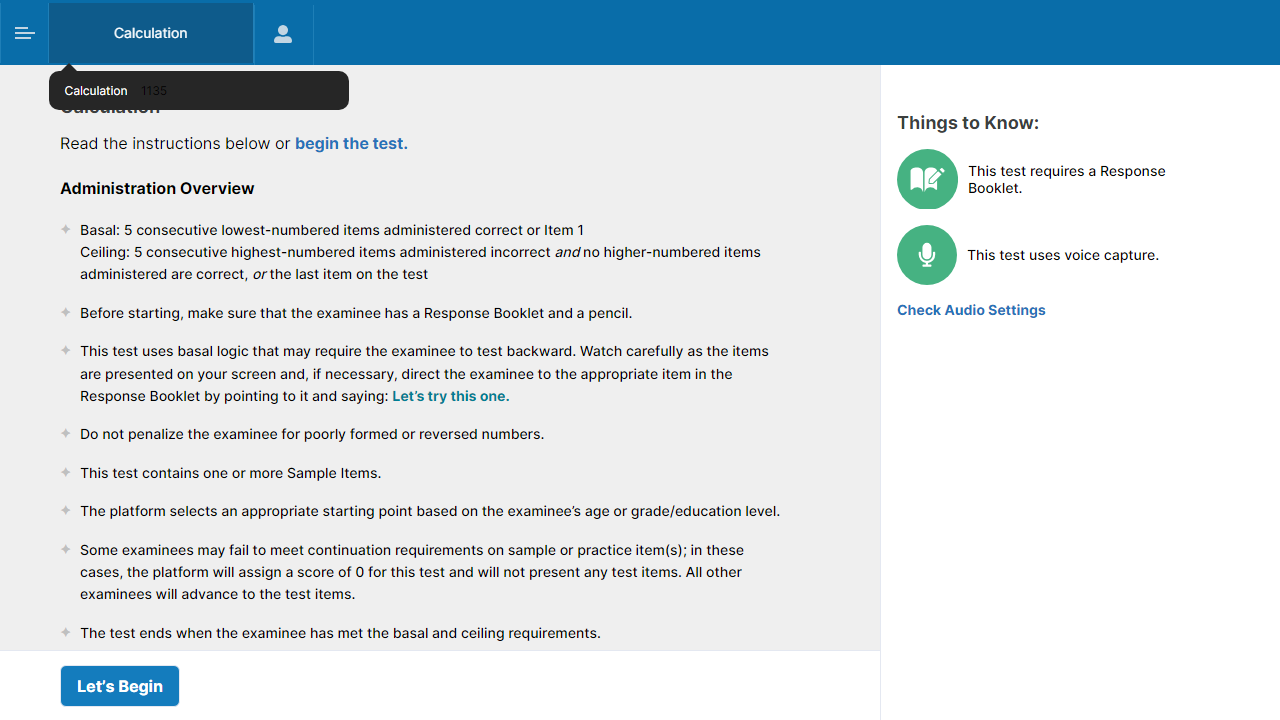 Calculation
Calculation 1135
Calculation
Read the instructions below or begin the test.
Administration Overview
Basal: 5 consecutive lowest-numbered items administered correct or Item 1
Ceiling: 5 consecutive highest-numbered items administered incorrect and no higher-numbered items
administered are correct, or the last item on the test
Before starting, make sure that the examinee has a Response Booklet and a pencil.
This test uses basal logic that may require the examinee to test backward. Watch carefully as the items
are presented on your screen and, if necessary, direct the examinee to the appropriate item in the
Response Booklet by pointing to it and saying: Let’s try this one.
Do not penalize the examinee for poorly formed or reversed numbers.
This test contains one or more Sample Items.
The platform selects an appropriate starting point based on the examinee’s age or grade/education level.
Some examinees may fail to meet continuation requirements on sample or practice item(s); in these
cases, the platform will assign a score of 0 for this test and will not present any test items. All other
examinees will advance to the test items.
The test ends when the examinee has met the basal and ceiling requirements.
Let’s Begin
Things to Know:
This test requires a Response
Booklet.
This test uses voice capture.
Check Audio Settings